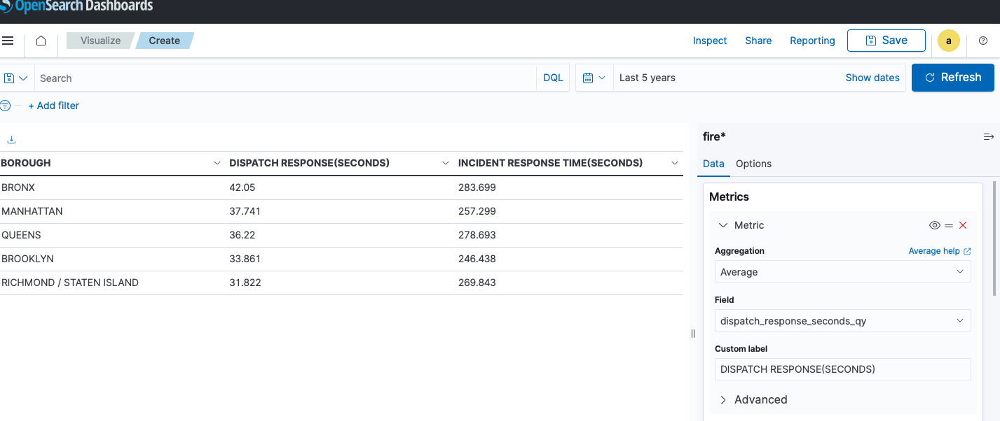 OpenSearch Dashboards
Visualize Create Inspect Share Reporting Save a
Search DQL Last 5 years Show dates Refresh
+ Add filter
fire*
BOROUGH DISPATCH RESPONSE(SECONDS) INCIDENT RESPONSE TIME(SECONDS)
Data Options
BRONX 42.05 283.699
MANHATTAN 37.741 257.299
QUEENS 36.22 278.693
BROOKLYN 33.861 246.438
RICHMOND / STATEN ISLAND 31.822 269.843
Metrics
Metric
Aggregation Average help
Average
Field
dispatch_response_seconds_qy
Custom label
DISPATCH RESPONSE(SECONDS)
Advanced